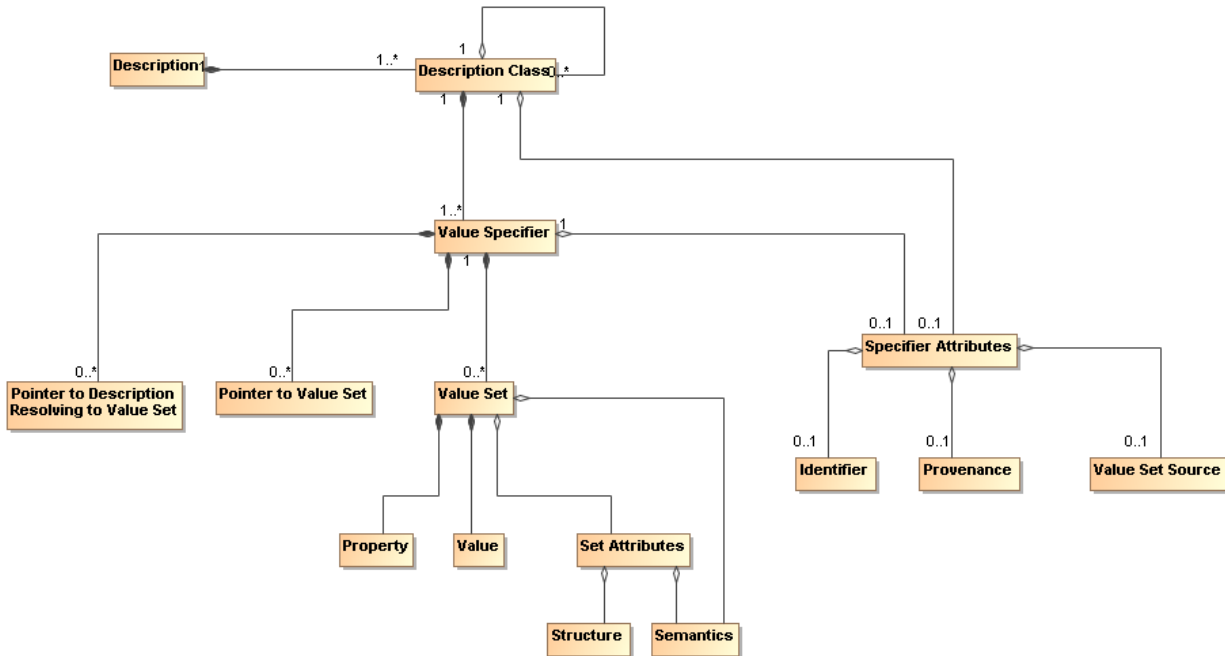 1
1..*
Description
1
Description Class
0..*
1
1
1..*
Value Specifier
1
1
0..1
0..1
Specifier Attributes
0..*
0..*
0..*
Pointer to Description
Resolving to Value Set
Pointer to Value Set
Value Set
0..1
0..1
0..1
Identifier
Provenance
Value Set Source
Property
Value
Set Attributes
Structure
Semantics